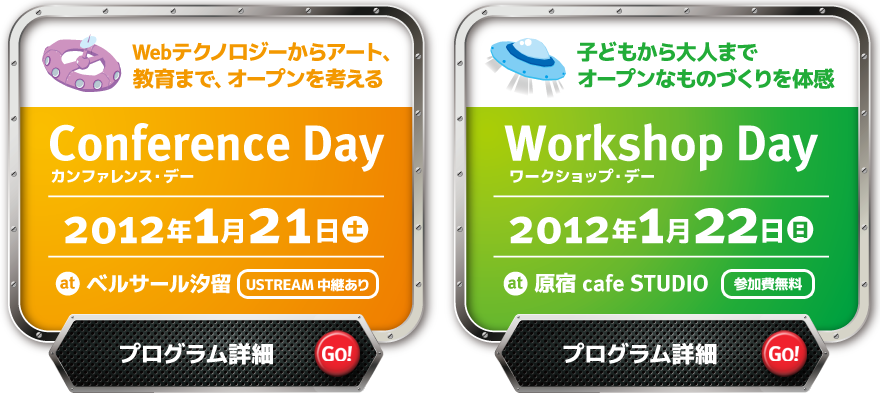 Webテクノロジーからアート、
教育まで、オープンを考える
Conference Day
カンファレンス・デー
2012年1月21日土
at ベルサール汐留 USTREAM 中継あり
プログラム詳細 GO!
子どもから大人まで
オープンなものづくりを体感
Workshop Day
ワークショップ・デー
2012年1月22日日
at 原宿 cafe STUDIO 参加費無料
プログラム詳細 GO!